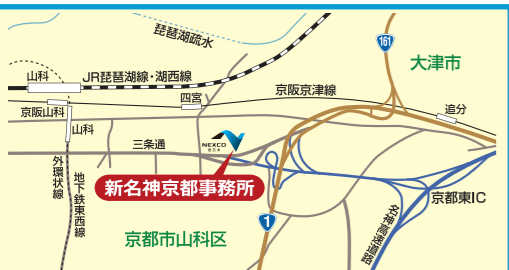 琵琶湖疏水
161
大津市
山科
JR琵琶湖線・湖西線
四宮
京阪京津線
追分
京阪山科
山科
三条通
NEXCO
西日本
外環状線
地下鉄東西線
新名神京都事務所
京都東IC
名神高速道路
1
京都市山科区